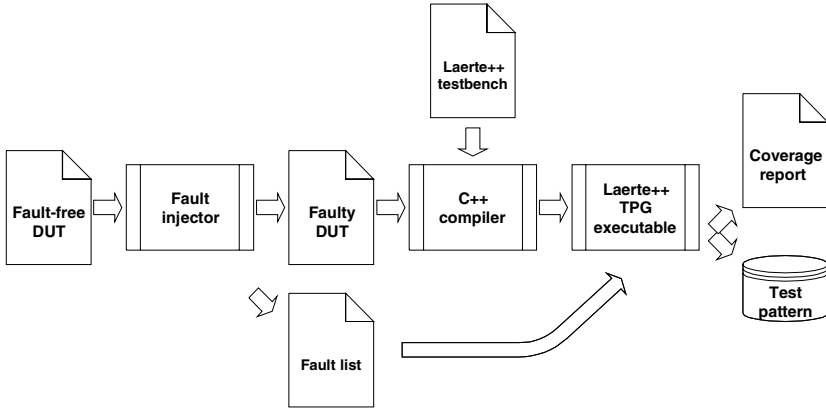 Laerte++
testbench
Fault-free
DUT
Fault
injector
Faulty
DUT
C++
compiler
Laerte++
TPG
executable
Coverage
report
Fault list
Test
pattern